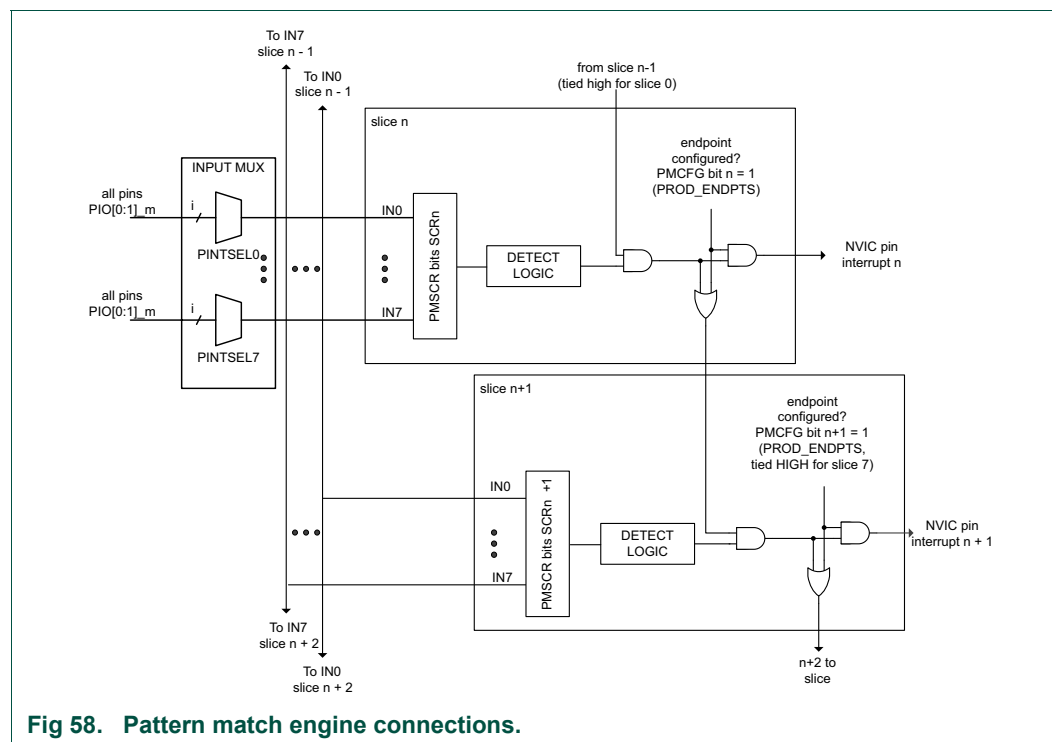 To IN7
slice n - 1
To IN0
slice n - 1
from slice n-1
(tied high for slice 0)
slice n
endpoint
configured?
PMCFG bit n = 1
(PROD_ENDPTS)
INPUT MUX
all pins
PIO[0:1]_m
i
PINTSEL0
IN0
PMSCR bits SCRn
DETECT
LOGIC
NVIC pin
interrupt n
all pins
PIO[0:1]_m
i
PINTSEL7
IN7
slice n+1
endpoint
configured?
PMCFG bit n+1 = 1
(PROD_ENDPTS,
tied HIGH for slice 7)
IN0
PMSCR bits SCRn +1
DETECT
LOGIC
NVIC pin
interrupt n + 1
IN7
To IN7
slice n + 2
To IN0
slice n + 2
n+2 to
slice
Fig 58. Pattern match engine connections.